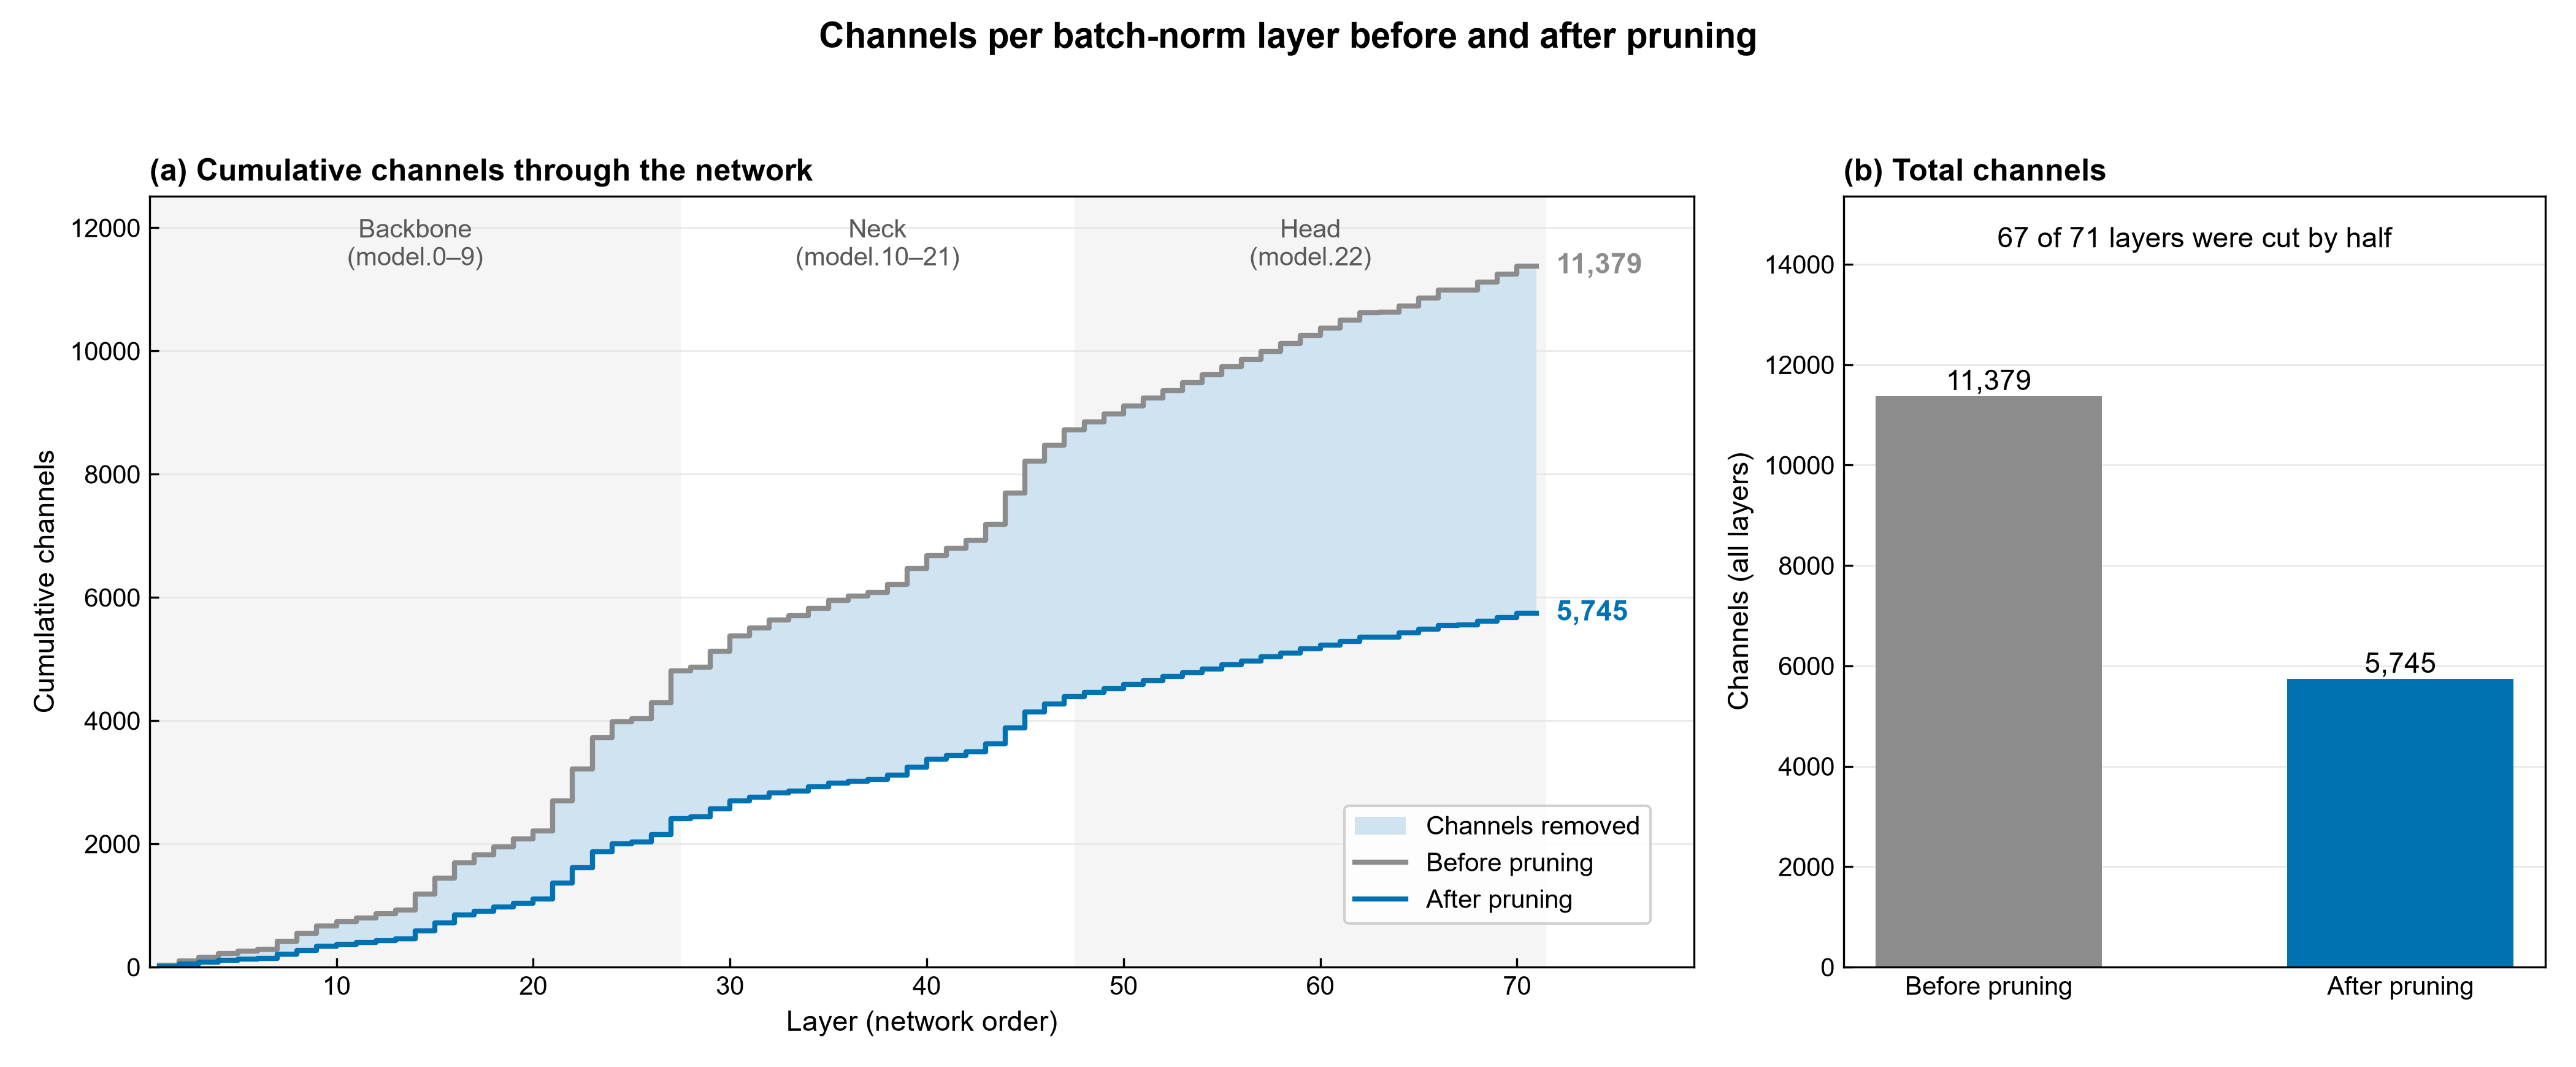 Channels per batch-norm layer before and after pruning
(a) Cumulative channels through the network
Cumulative channels
12000
10000
8000
6000
4000
2000
0
Backbone
(model.0–9)
Neck
(model.10–21)
Head
(model.22)
11,379
5,745
Channels removed
Before pruning
After pruning
10
20
30
40
50
60
70
Layer (network order)
(b) Total channels
Channels (all layers)
14000
12000
10000
8000
6000
4000
2000
0
67 of 71 layers were cut by half
11,379
5,745
Before pruning
After pruning